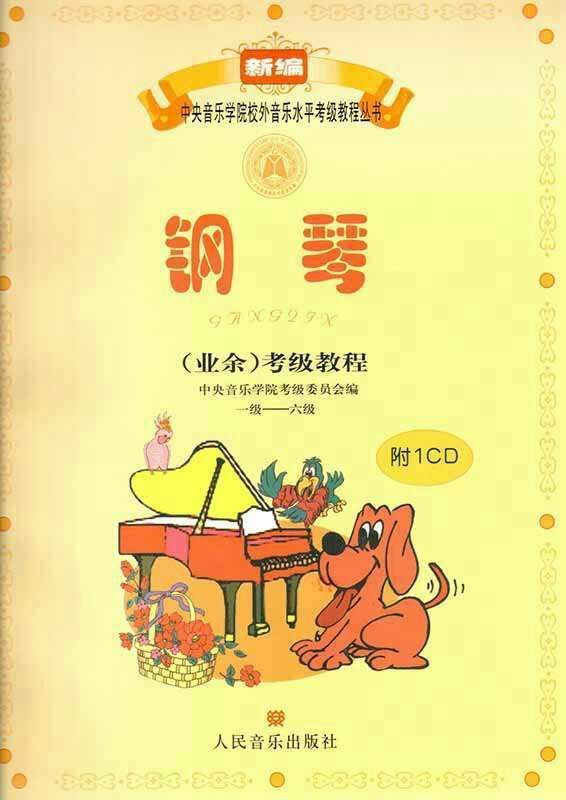 新编
中央音乐学院校外音乐水平考级教程丛书
钢琴
GANGQIN
（业余）考级教程
中央音乐学院考级委员会编
一级——六级
附1CD
人民音乐出版社